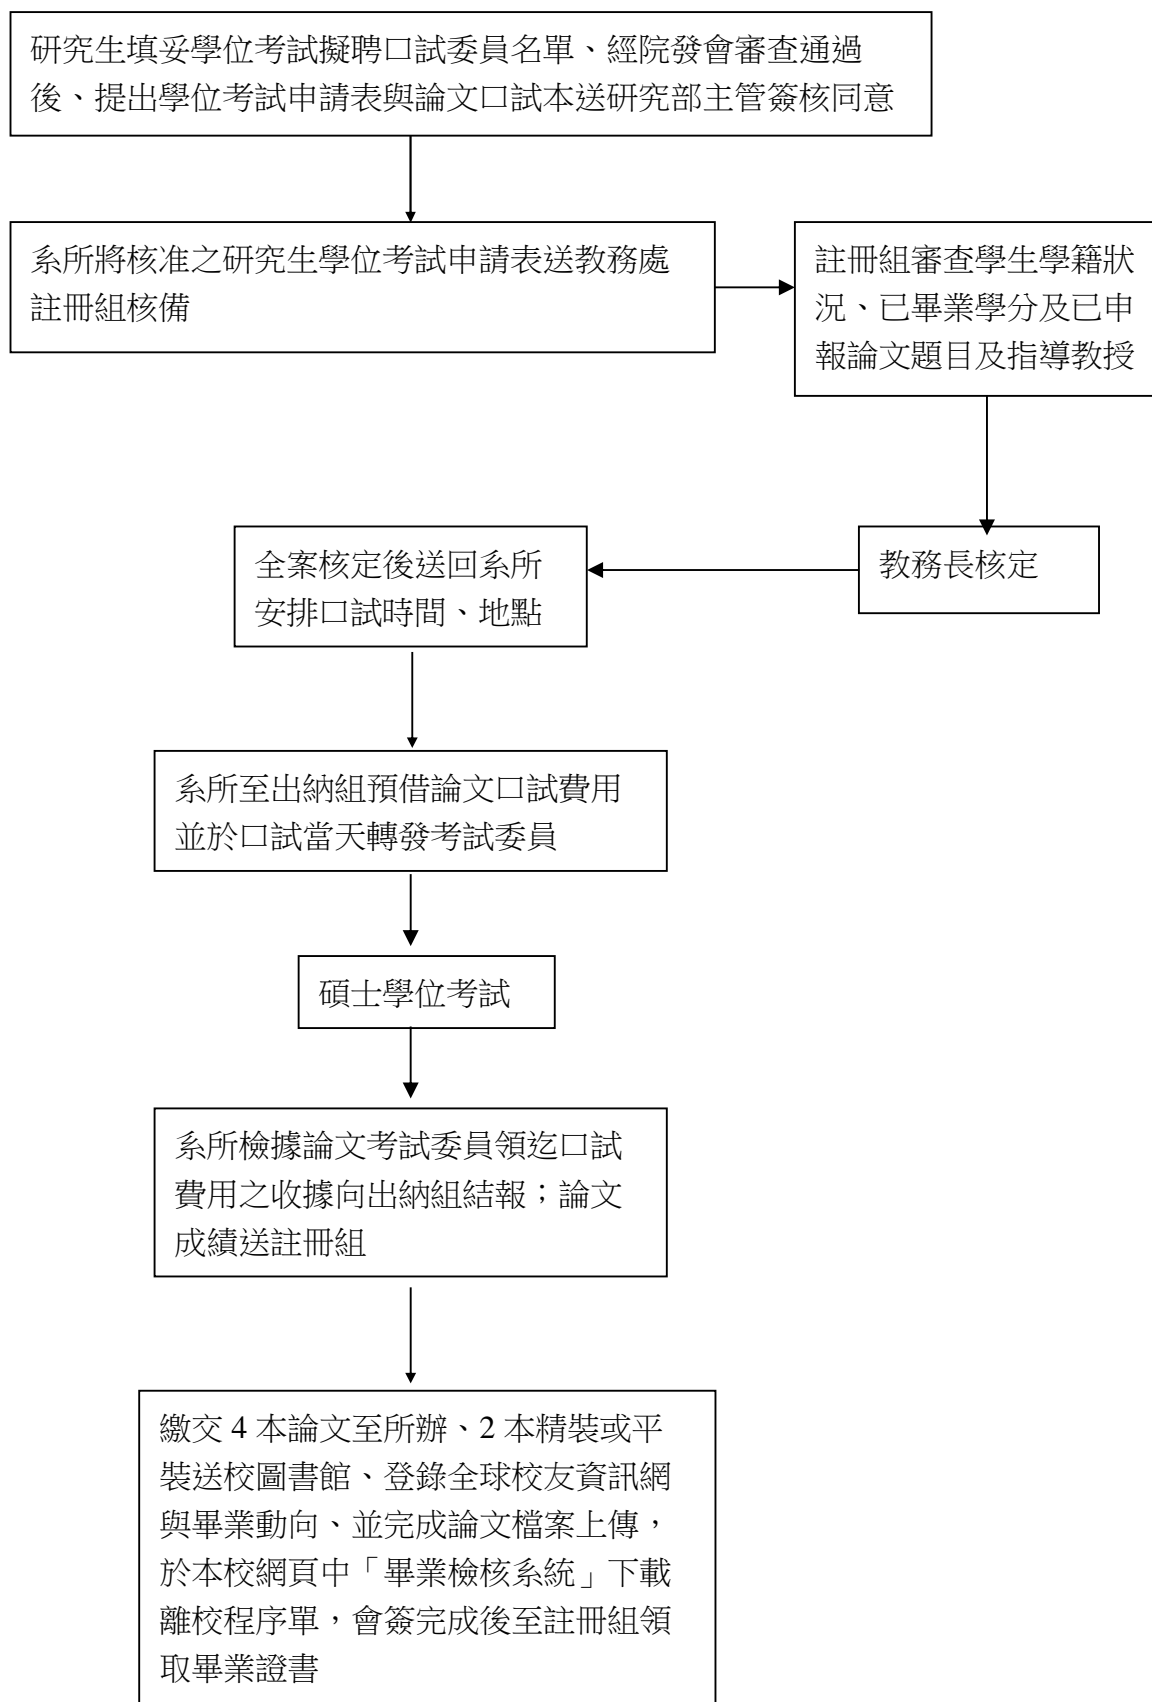 研究生填妥學位考試擬聘口試委員名單、經院發會審查通過
後、提出學位考試申請表與論文口試本送研究部主管簽核同意
系所將核准之研究生學位考試申請表送教務處
註冊組核備
註冊組審查學生學籍狀
況、已畢業學分及已申
報論文題目及指導教授
教務長核定
全案核定後送回系所
安排口試時間、地點
系所至出納組預借論文口試費用
並於口試當天轉發考試委員
碩士學位考試
系所檢據論文考試委員領迄口試
費用之收據向出納組結報；論文
成績送註冊組
繳交 4 本論文至所辦、2 本精裝或平
裝送校圖書館、登錄全球校友資訊網
與畢業動向、並完成論文檔案上傳，
於本校網頁中「畢業檢核系統」下載
離校程序單，會簽完成後至註冊組領
取畢業證書